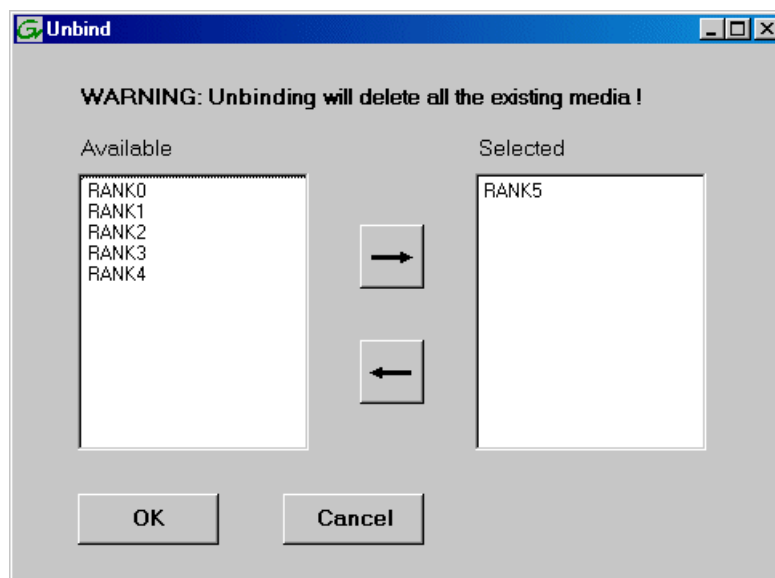 Unbind
WARNING: Unbinding will delete all the existing media !
Available
Selected
RANK0
RANK1
RANK2
RANK3
RANK4
RANK5
OK
Cancel